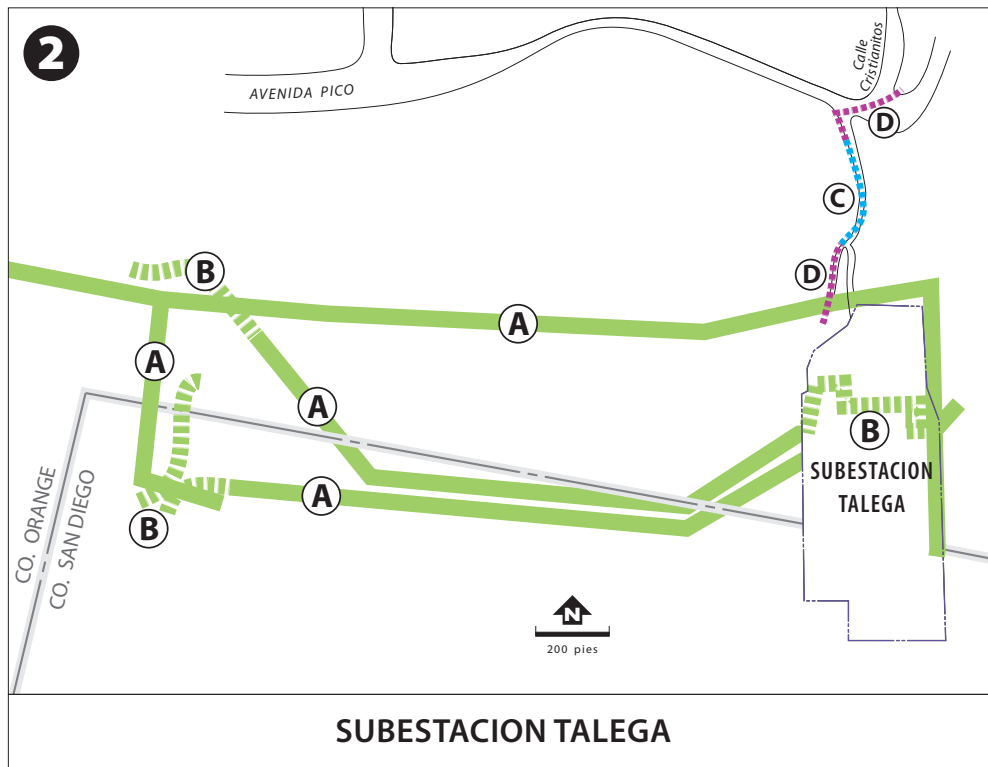 2
AVENIDA PICO
Calle
Cristianitos
D
C
B
D
A
A
A
B
SUBESTACION
TALEGA
A
B
CO. ORANGE
CO. SAN DIEGO
N
200 pies
SUBESTACION TALEGA